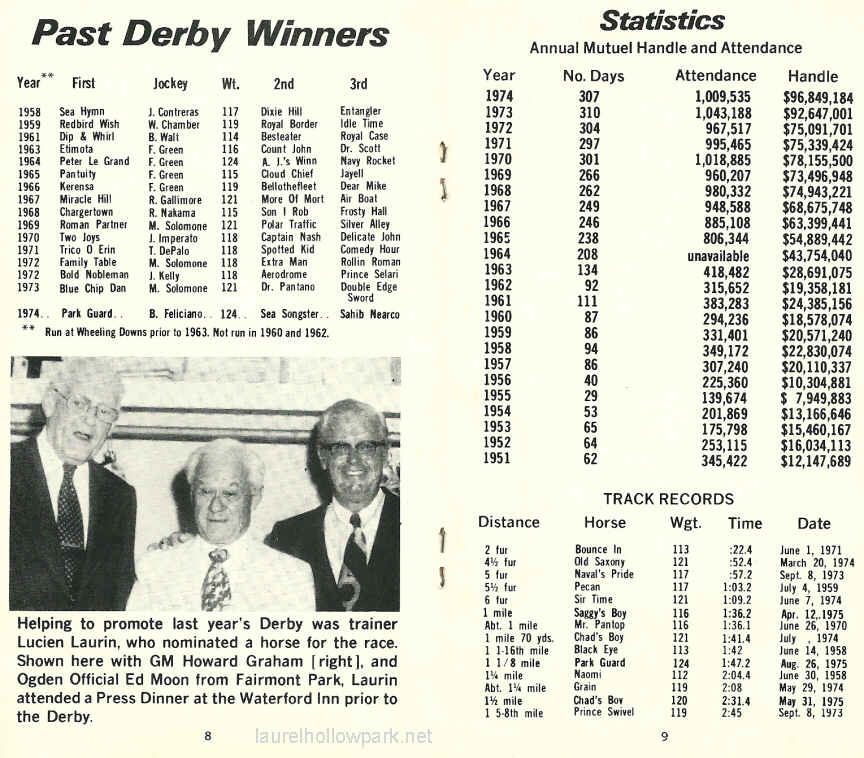 Past Derby Winners
Year** First Jockey Wt. 2nd 3rd
1958 Sea Hymn J. Contreras 117 Dixie Hill Entangler
1959 Redbird Wish W. Chamber 119 Royal Border Idle Time
1961 Dip & Whirl B. Walt 114 Besteater Royal Case
1963 Etimota F. Green 116 Count John Dr. Scott
1964 Peter Le Grand F. Green 124 A. J.'s Winn Navy Rocket
1965 Pantuity F. Green 115 Cloud Chief Jayell
1966 Kerensa F. Green 119 Bellothefleet Dear Mike
1967 Miracle Hill R. Gallimore 121 More Of Mort Air Boat
1968 Chargertown R. Nakama 115 Son I Rob Frosty Hall
1969 Roman Partner M. Solomone 121 Polar Traffic Silver Alley
1970 Two Joys J. Imperato 118 Captain Nash Delicate John
1971 Trico O Erin T. DePalo 118 Spotted Kid Comedy Hour
1972 Family Table M. Solomone 118 Extra Man Rollin Roman
1972 Bold Nobleman J. Kelly 118 Aerodrome Prince Selari
1973 Blue Chip Dan M. Solomone 121 Dr. Pantano Double Edge
Sword
1974. . Park Guard. . B. Feliciano. . 124. . Sea Songster. . Sahib Nearco
** Run at Wheeling Downs prior to 1963. Not run in 1960 and 1962.
Helping to promote last year's Derby was trainer
Lucien Laurin, who nominated a horse for the race.
Shown here with GM Howard Graham [right], and
Ogden Official Ed Moon from Fairmont Park, Laurin
attended a Press Dinner at the Waterford Inn prior to
the Derby.
8
laurelhollowpark.net
Statistics
Annual Mutuel Handle and Attendance
Year No. Days Attendance Handle
1974 307 1,009,535 $96,849,184
1973 310 1,043,188 $92,647,001
1972 304 967,517 $75,091,701
1971 297 995,465 $75,339,424
1970 301 1,018,885 $78,155,500
1969 266 960,207 $73,496,948
1968 262 980,332 $74,943,221
1967 249 948,588 $68,675,748
1966 246 885,108 $63,399,441
1965 238 806,344 $54,889,442
1964 208 unavailable $43,754,040
1963 134 418,482 $28,691,075
1962 92 315,652 $19,358,181
1961 111 383,283 $24,385,156
1960 87 294,236 $18,578,074
1959 86 331,401 $20,571,240
1958 94 349,172 $22,830,074
1957 86 307,240 $20,110,337
1956 40 225,360 $10,304,881
1955 29 139,674 $ 7,949,883
1954 53 201,869 $13,166,646
1953 65 175,798 $15,460,167
1952 64 253,115 $16,034,113
1951 62 345,422 $12,147,689
TRACK RECORDS
Distance Horse Wgt. Time Date
2 fur Bounce In 113 :22.4 June 1, 1971
4½ fur Old Saxony 121 :52.4 March 20, 1974
5 fur Naval's Pride 117 :57.2 Sept. 8, 1973
5½ fur Pecan 117 1:03.2 July 4, 1959
6 fur Sir Time 121 1:09.2 June 7, 1974
1 mile Saggy's Boy 116 1:36.2 Apr. 12, 1975
Abt. 1 mile Mr. Pantop 116 1:36.1 June 26, 1970
1 mile 70 yds. Chad's Boy 121 1:41.4 July , 1974
1 1-16th mile Black Eye 113 1:42 June 14, 1958
1 1/8 mile Park Guard 124 1:47.2 Aug. 26, 1975
1¼ mile Naomi 112 2:04.4 June 30, 1958
Abt. 1¼ mile Grain 119 2:08 May 29, 1974
1½ mile Chad's Boy 120 2:31.4 May 31, 1975
1 5-8th mile Prince Swivel 119 2:45 Sept. 8, 1973
9